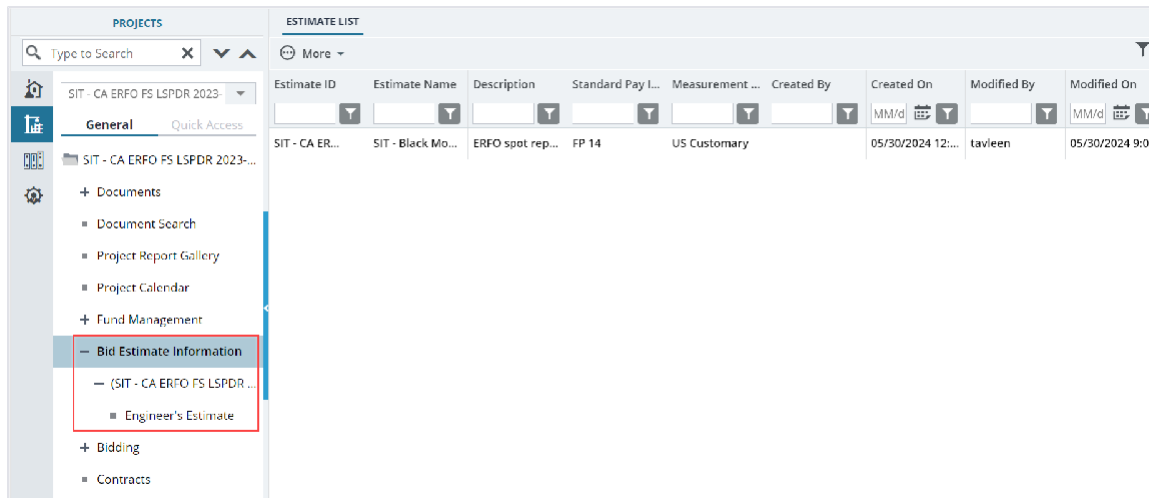 PROJECTS
ESTIMATE LIST
Type to Search
More
SIT - CA ERFO FS LSPDR 2023-
General Quick Access
SIT - CA ERFO FS LSPDR 2023-...
+ Documents
Document Search
Project Report Gallery
Project Calendar
+ Fund Management
− Bid Estimate Information
− (SIT - CA ERFO FS LSPDR ...
Engineer's Estimate
+ Bidding
Contracts
Estimate ID Estimate Name Description Standard Pay I... Measurement ... Created By Created On Modified By Modified On
MM/d MM/d
SIT - CA ER... SIT - Black Mo... ERFO spot rep... FP 14 US Customary 05/30/2024 12:... tavleen 05/30/2024 9:0